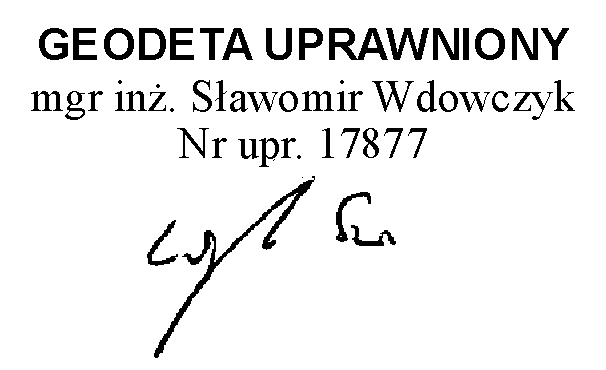 GEODETA UPRAWNIONY
mgr inż. Sławomir Wdowczyk
Nr upr. 17877